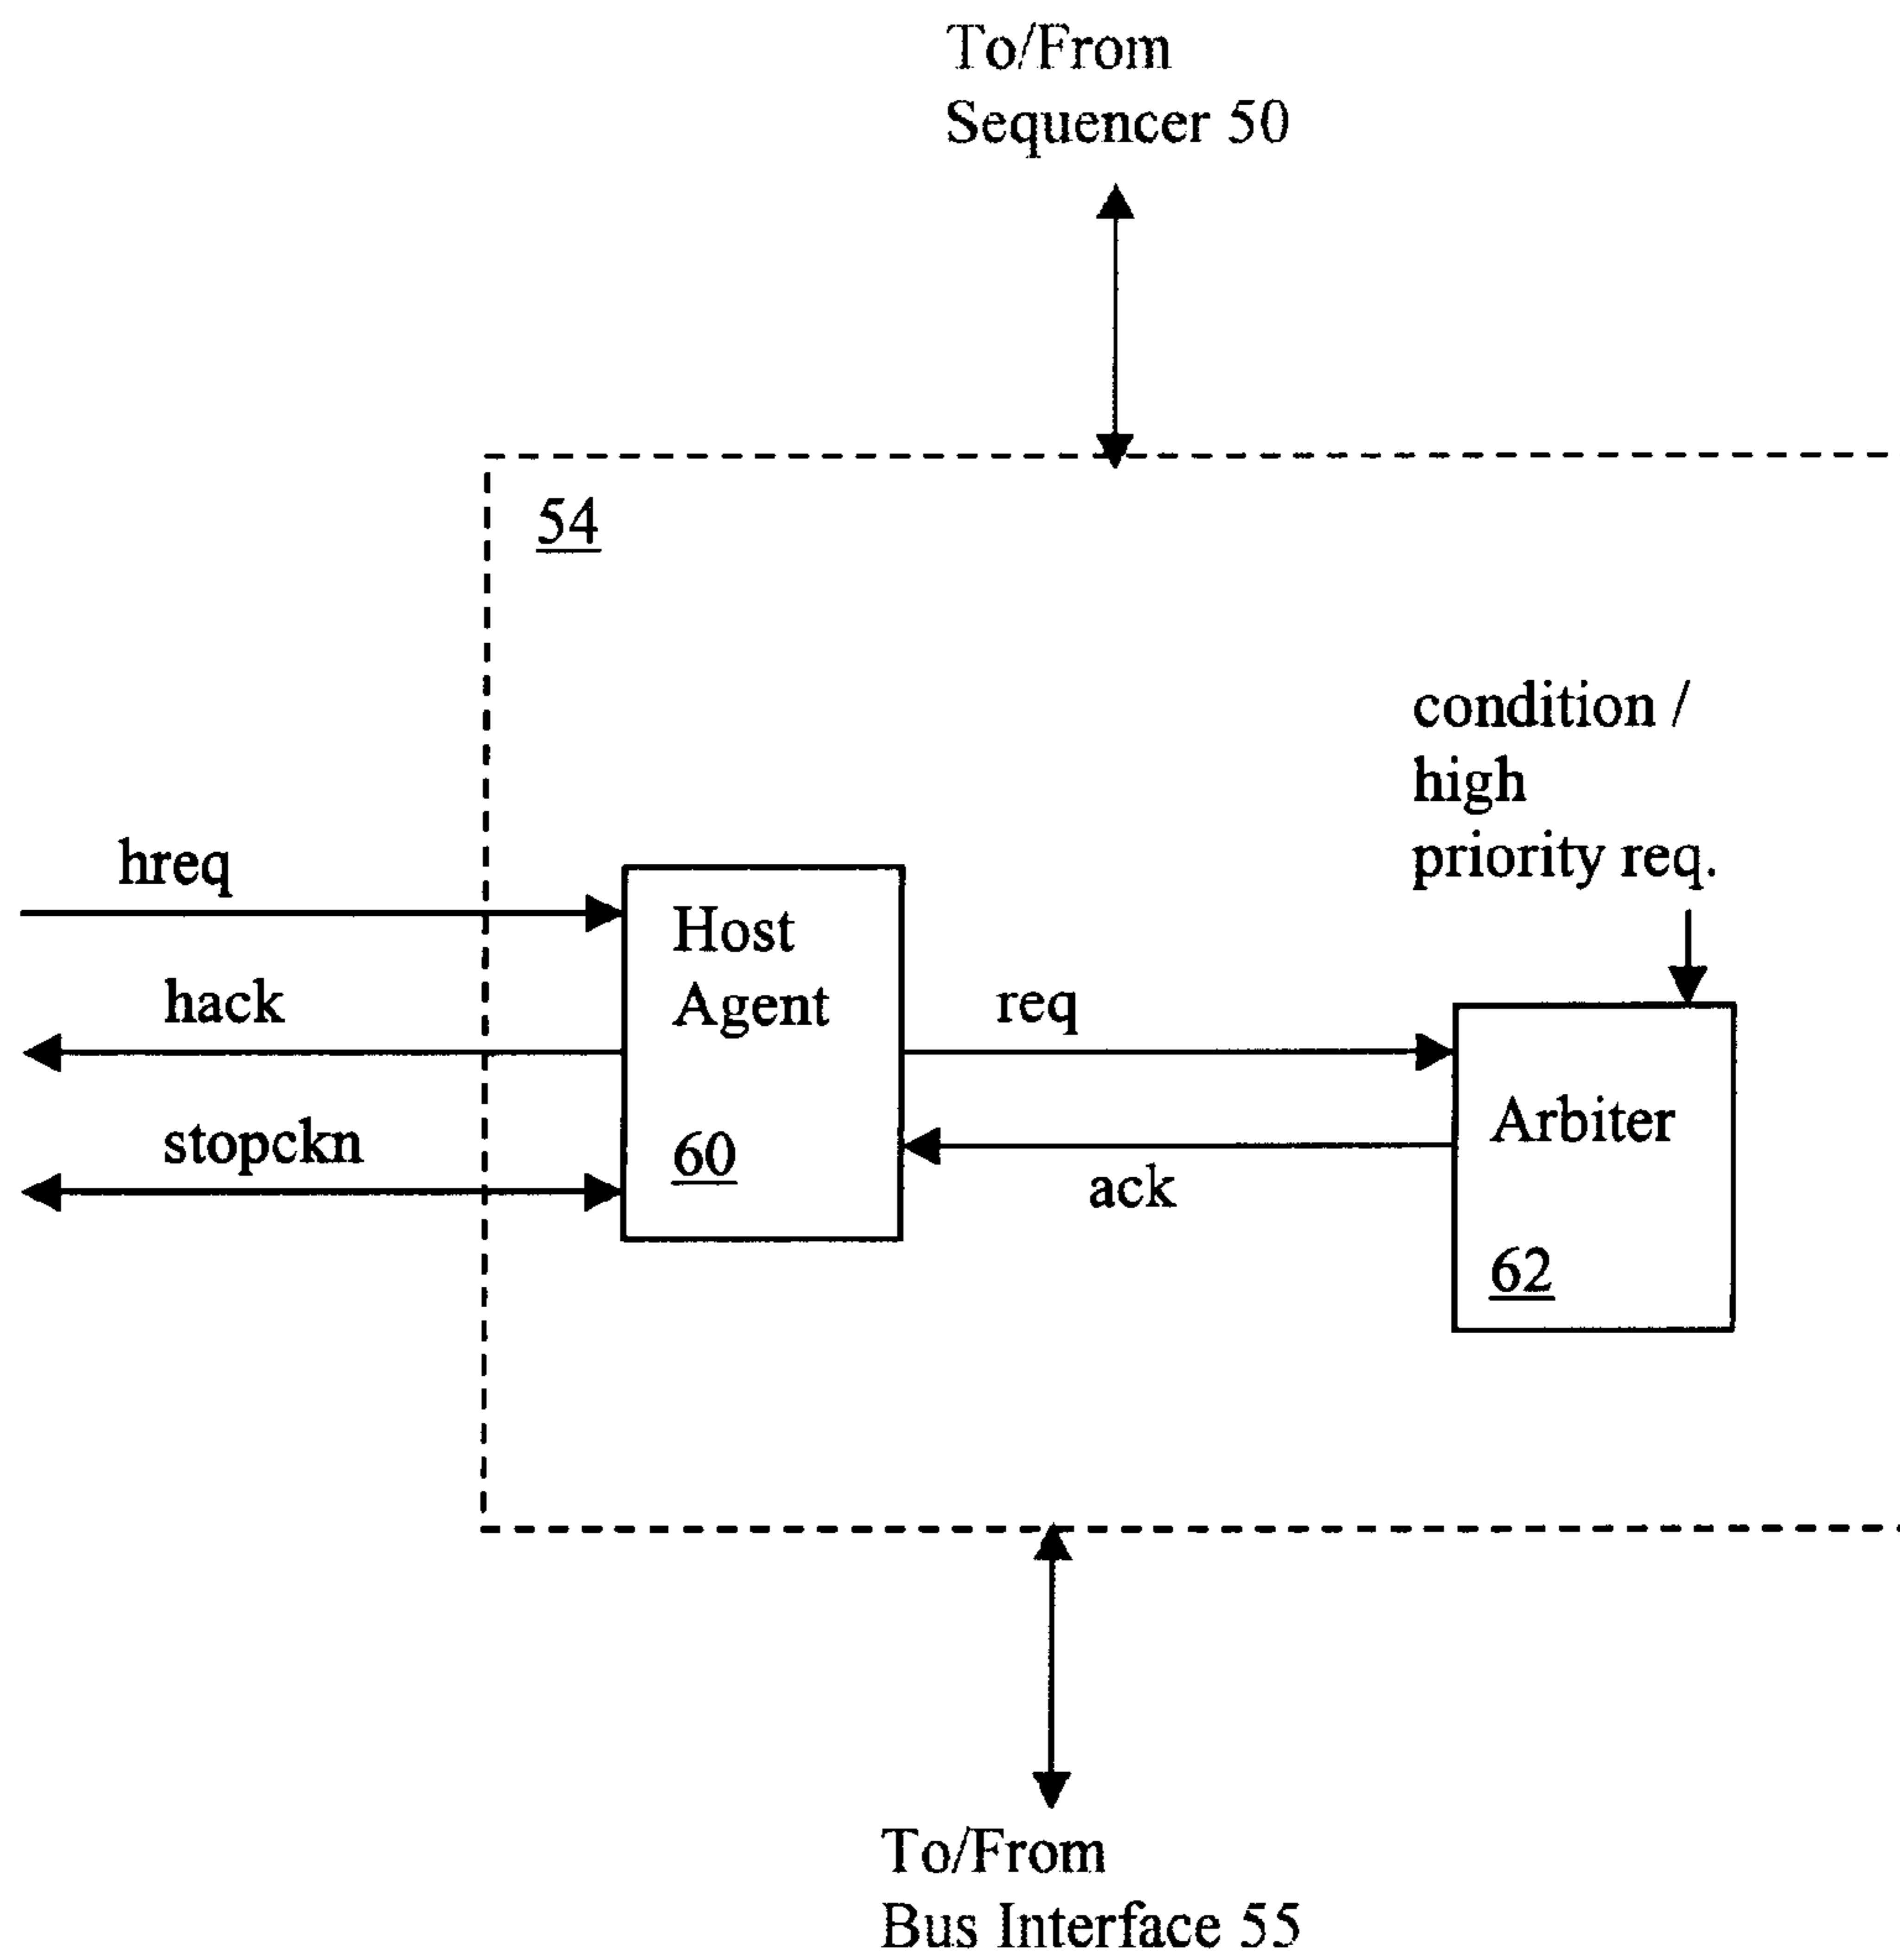 To/From
Sequencer 50
54
condition /
high
priority req.
hreq
Host
Agent
hack
req
Arbiter
stopckn
60
ack
62
To/From
Bus Interface 55